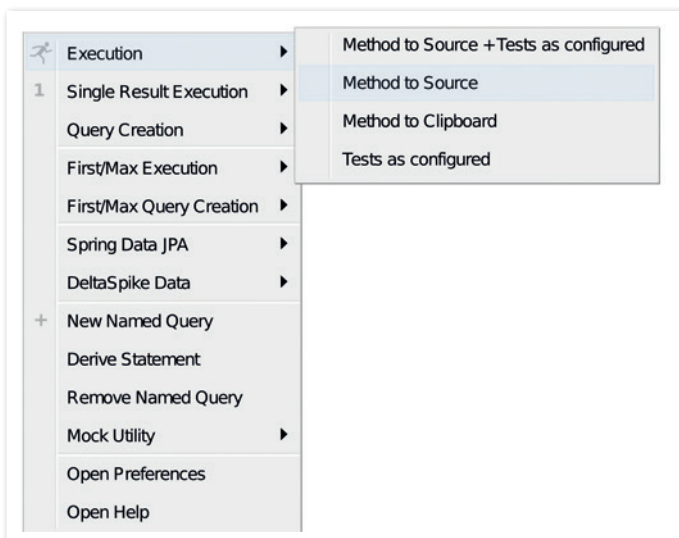 Execution
1 Single Result Execution
Query Creation
First/Max Execution
First/Max Query Creation
Spring Data JPA
DeltaSpike Data
+ New Named Query
Derive Statement
Remove Named Query
Mock Utility
Open Preferences
Open Help
Method to Source + Tests as configured
Method to Source
Method to Clipboard
Tests as configured